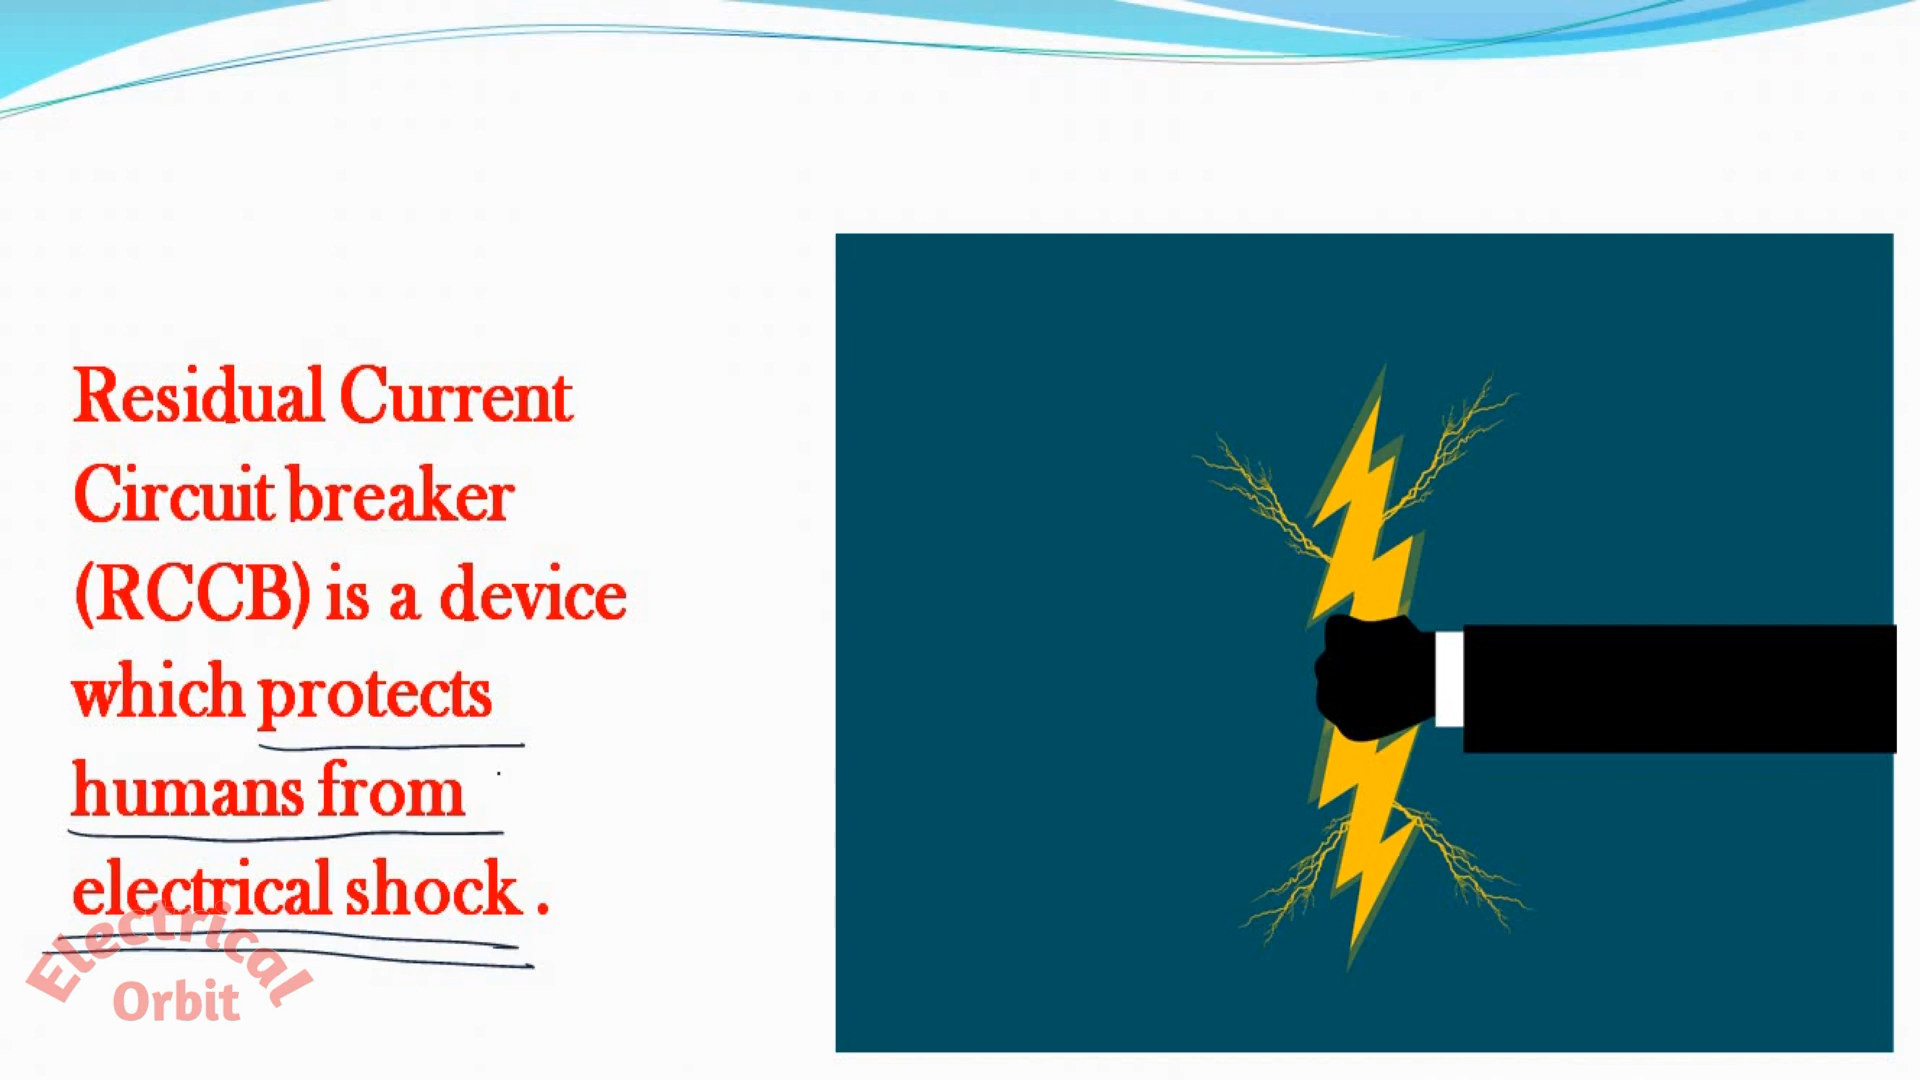 Residual Current
Circuit breaker
(RCCB) is a device
which protects
humans from
electrical shock .
Electrical
Orbit